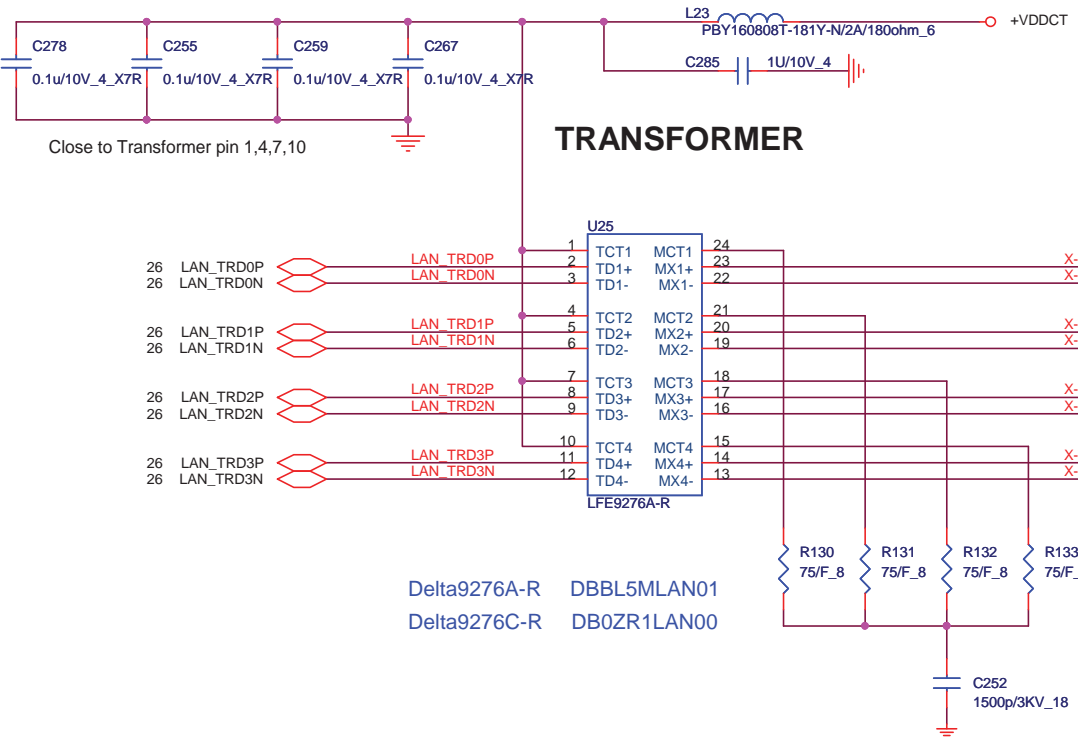 L23
PBY160808T-181Y-N/2A/180ohm_6
+VDDCT
C278
0.1u/10V_4_X7R
C255
0.1u/10V_4_X7R
C259
0.1u/10V_4_X7R
C267
0.1u/10V_4_X7R
C285
1U/10V_4
Close to Transformer pin 1,4,7,10
TRANSFORMER
U25
26 LAN_TRD0P
26 LAN_TRD0N
26 LAN_TRD1P
26 LAN_TRD1N
26 LAN_TRD2P
26 LAN_TRD2N
26 LAN_TRD3P
26 LAN_TRD3N
LAN_TRD0P
LAN_TRD0N
LAN_TRD1P
LAN_TRD1N
LAN_TRD2P
LAN_TRD2N
LAN_TRD3P
LAN_TRD3N
1 TCT1 MCT1 24
2 TD1+ MX1+ 23
3 TD1- MX1- 22
4 TCT2 MCT2 21
5 TD2+ MX2+ 20
6 TD2- MX2- 19
7 TCT3 MCT3 18
8 TD3+ MX3+ 17
9 TD3- MX3- 16
10 TCT4 MCT4 15
11 TD4+ MX4+ 14
12 TD4- MX4- 13
LFE9276A-R
X-
X-
X-
X-
X-
X-
X-
X-
R130
75/F_8
R131
75/F_8
R132
75/F_8
R133
75/F_
Delta9276A-R DBBL5MLAN01
Delta9276C-R DB0ZR1LAN00
C252
1500p/3KV_18